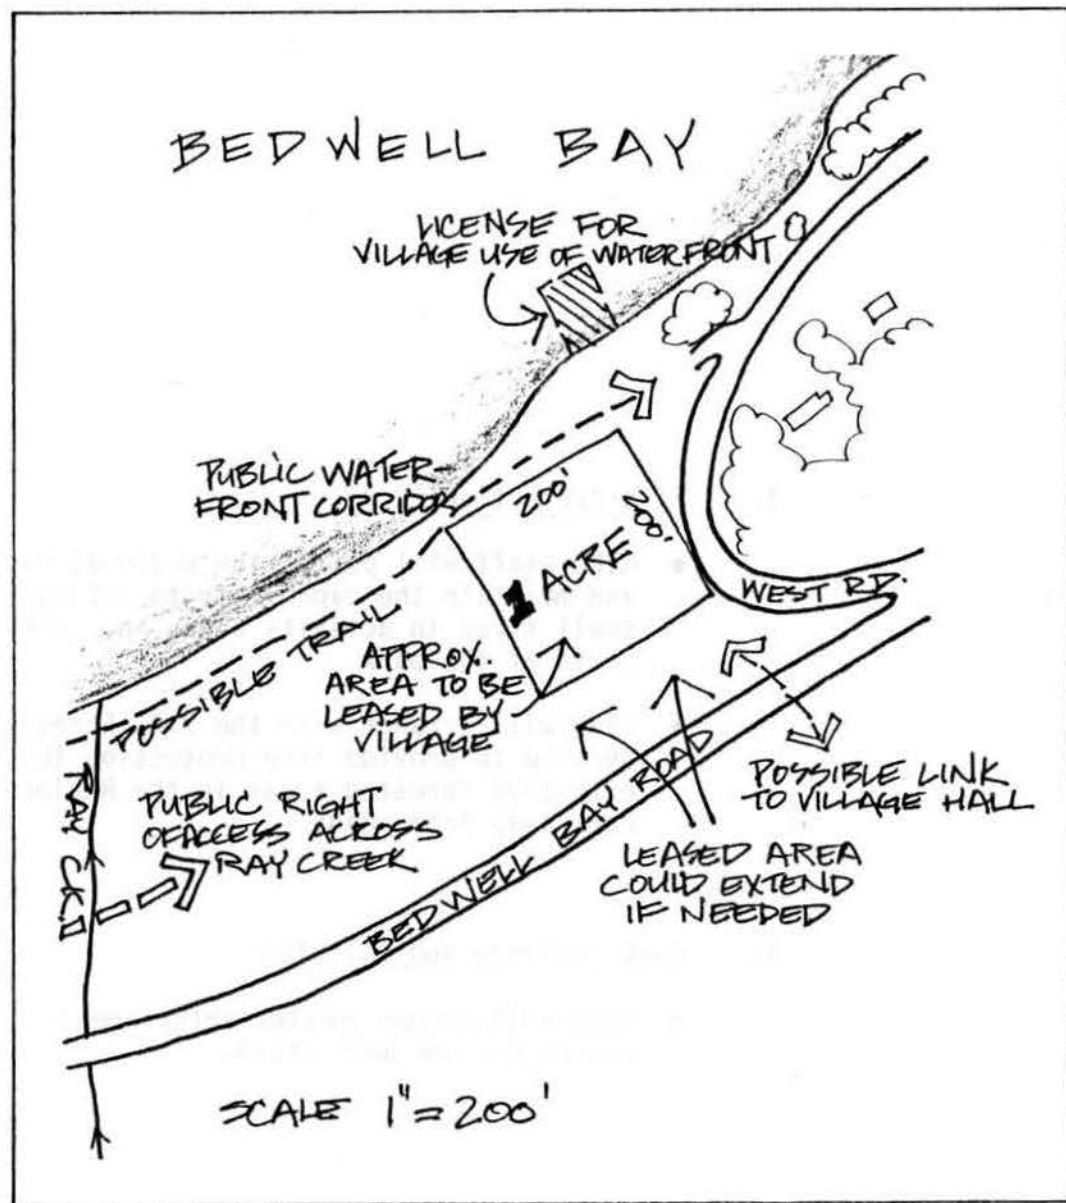 BEDWELL BAY
LICENSE FOR
VILLAGE USE OF WATERFRONT
PUBLIC WATER-
FRONT CORRIDOR
200'
200'
1 ACRE
WEST RD.
POSSIBLE TRAIL
APPROX.
AREA TO BE
LEASED BY
VILLAGE
RAY CK.
PUBLIC RIGHT
OF ACCESS ACROSS
RAY CREEK
BEDWELL BAY ROAD
POSSIBLE LINK
TO VILLAGE HALL
LEASED AREA
COULD EXTEND
IF NEEDED
SCALE 1" = 200'